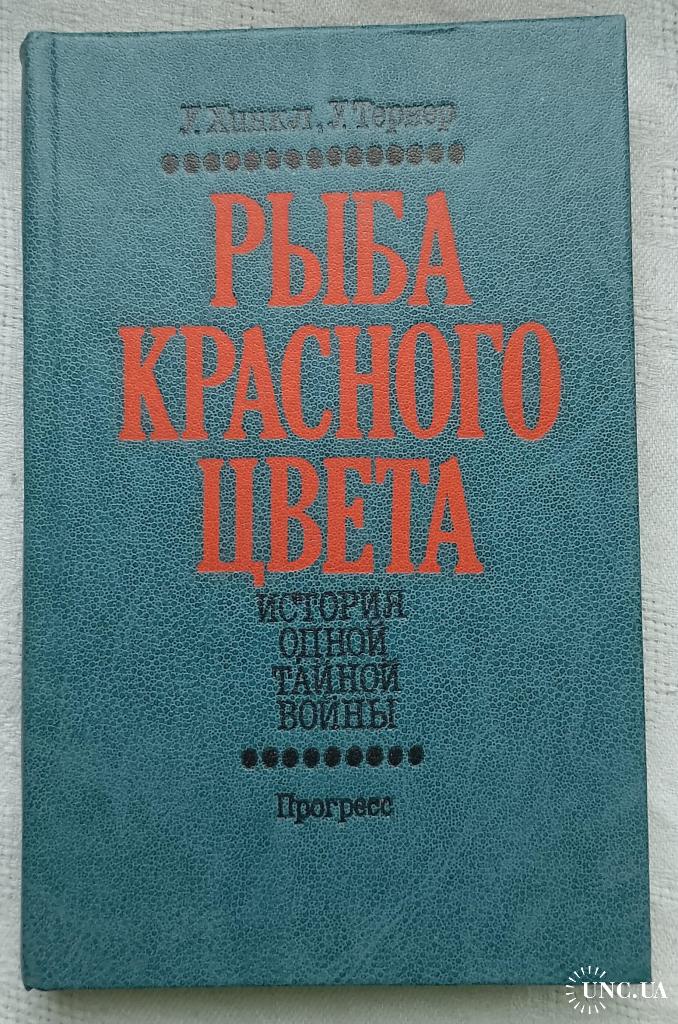 У. Хинкл, У. Тернер
РЫБА
КРАСНОГО
ЦВЕТА
ИСТОРИЯ
ОДНОЙ
ТАЙНОЙ
ВОЙНЫ
Прогресс
UNC.UA